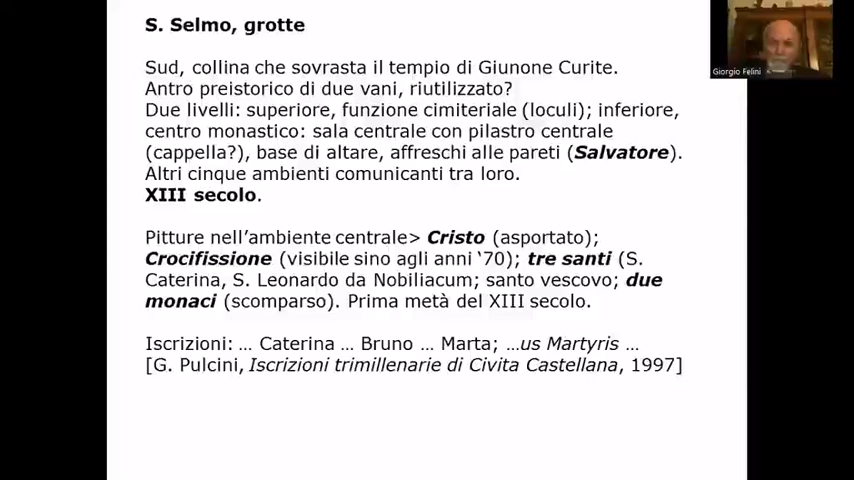 S. Selmo, grotte
Sud, collina che sovrasta il tempio di Giunone Curite.
Antro preistorico di due vani, riutilizzato?
Due livelli: superiore, funzione cimiteriale (loculi); inferiore,
centro monastico: sala centrale con pilastro centrale
(cappella?), base di altare, affreschi alle pareti (Salvatore).
Altri cinque ambienti comunicanti tra loro.
XIII secolo.
Pitture nell’ambiente centrale> Cristo (asportato);
Crocifissione (visibile sino agli anni ‘70); tre santi (S.
Caterina, S. Leonardo da Nobiliacum; santo vescovo; due
monaci (scomparso). Prima metà del XIII secolo.
Iscrizioni: … Caterina … Bruno … Marta; …us Martyris …
[G. Pulcini, Iscrizioni trimillenarie di Civita Castellana, 1997]
Giorgio Felini